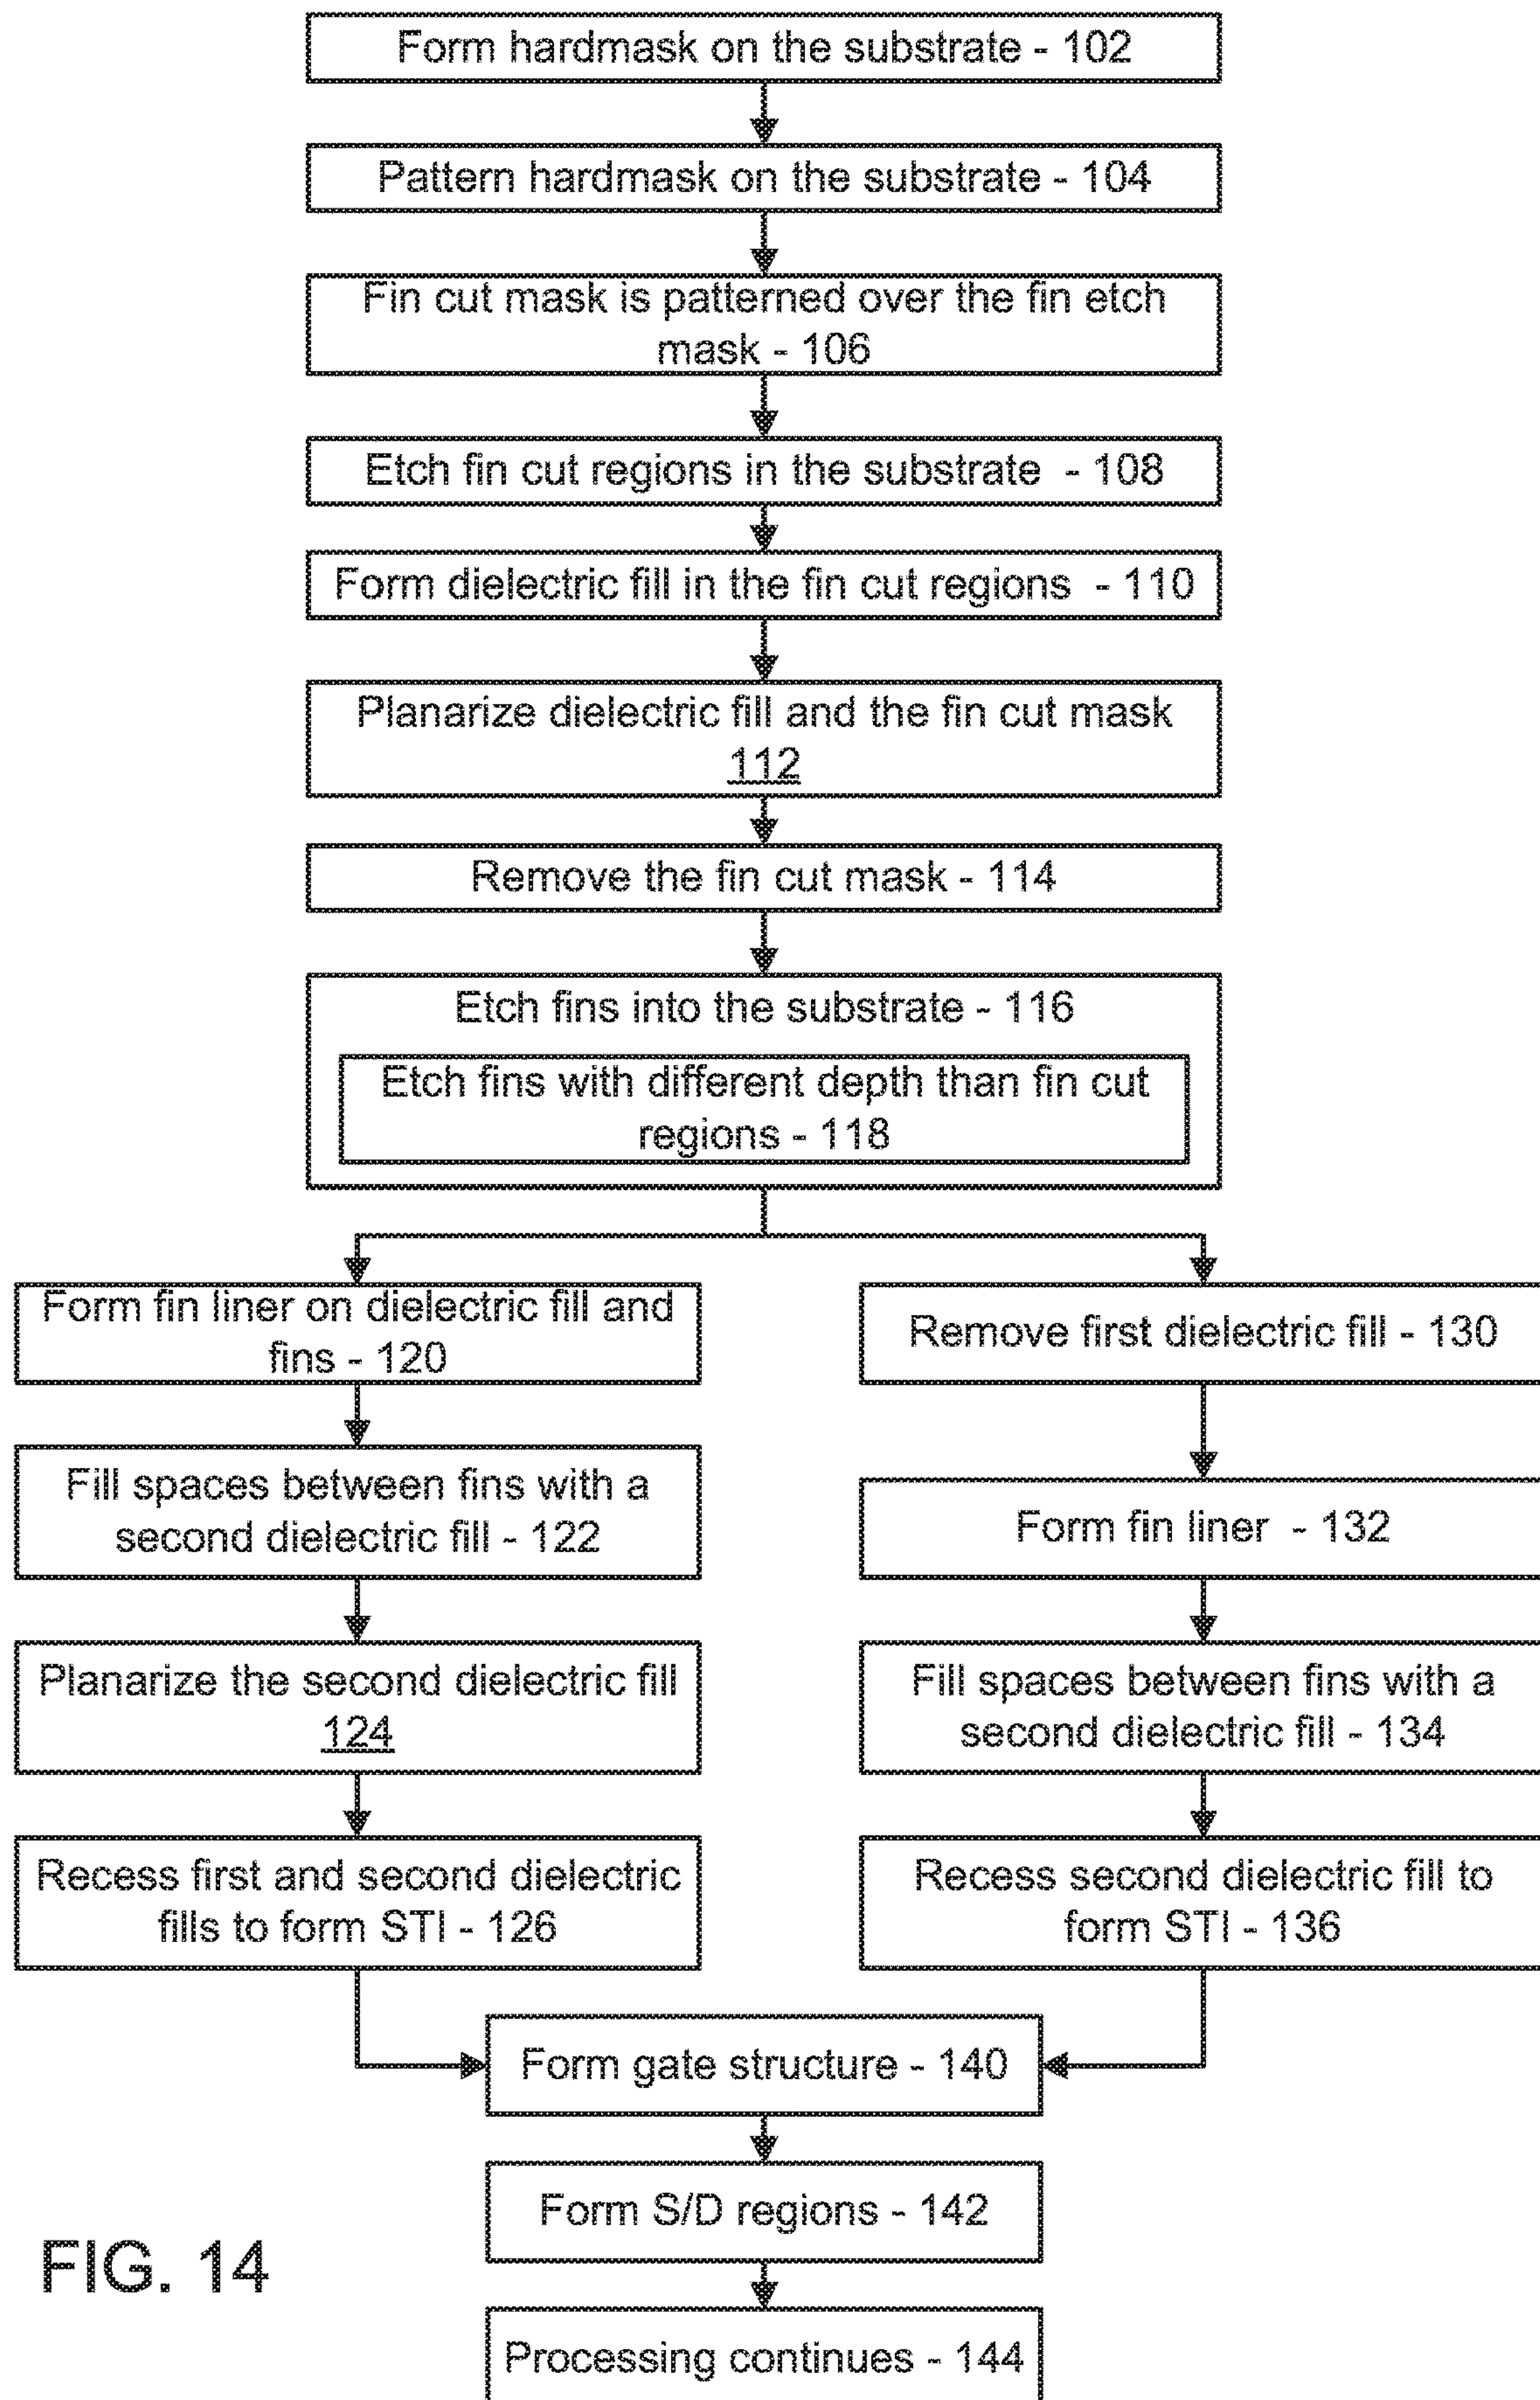 Form hardmask on the substrate - 102
Pattern hardmask on the substrate - 104
Fin cut mask is patterned over the fin etch
mask - 106
Etch fin cut regions in the substrate - 108
Form dielectric fill in the fin cut regions - 110
Planarize dielectric fill and the fin cut mask
112
Remove the fin cut mask - 114
Etch fins into the substrate - 116
Etch fins with different depth than fin cut
regions - 118
Form fin liner on dielectric fill and
fins - 120
Fill spaces between fins with a
second dielectric fill - 122
Planarize the second dielectric fill
124
Recess first and second dielectric
fills to form STI - 126
Remove first dielectric fill - 130
Form fin liner - 132
Fill spaces between fins with a
second dielectric fill - 134
Recess second dielectric fill to
form STI - 136
Form gate structure - 140
Form S/D regions - 142
Processing continues - 144
FIG. 14